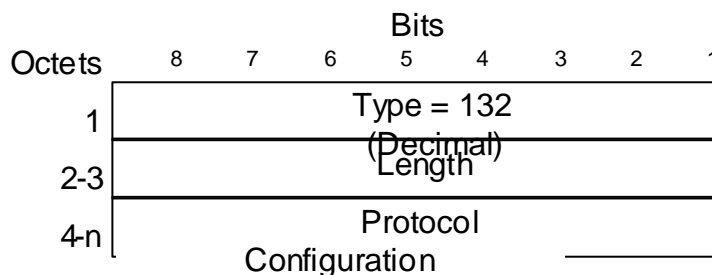 Bits
Octets 8 7 6 5 4 3 2 1
1 Type = 132
(Decimal)
2-3 Length
4-n Protocol
Configuration